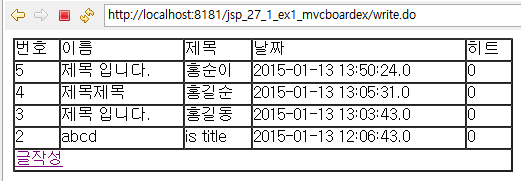 http://localhost:8181/jsp_27_1_ex1_mvcboardex/write.do
번호 이름 제목 날짜 히트
5 제목 입니다. 홍순이 2015-01-13 13:50:24.0 0
4 제목제목 홍길순 2015-01-13 13:05:31.0 0
3 제목 입니다. 홍길동 2015-01-13 13:03:43.0 0
2 abcd is title 2015-01-13 12:06:43.0 0
글작성